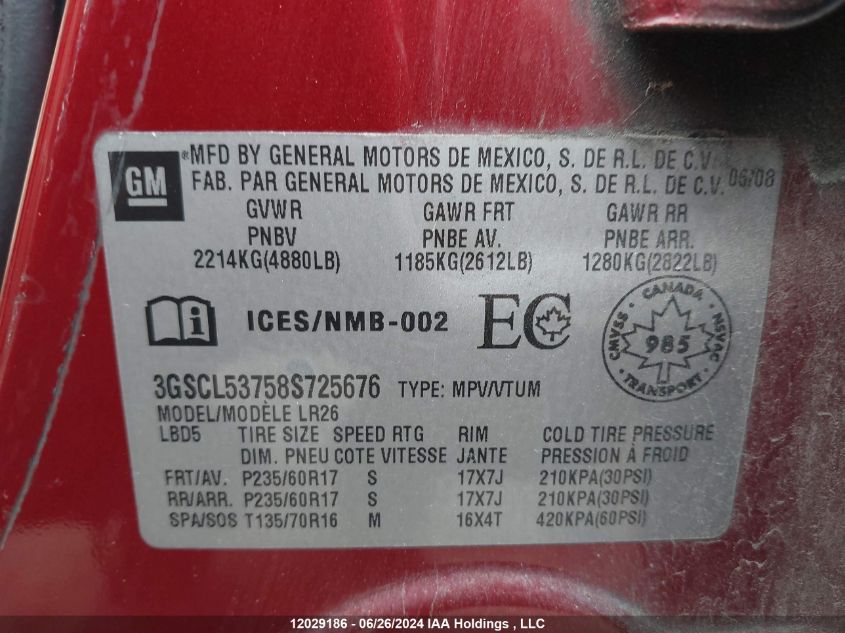 GM
®MFD BY GENERAL MOTORS DE MEXICO, S. DE R.L. DE C.V.
FAB. PAR GENERAL MOTORS DE MEXICO, S. DE R.L. DE C.V. 06/08
GVWR GAWR FRT GAWR RR
PNBV PNBE AV. PNBE ARR.
2214KG(4880LB) 1185KG(2612LB) 1280KG(2822LB)
i ICES/NMB-002 EC
CANADA
CMVSS 985 NSVAC
TRANSPORT
3GSCL53758S725676 TYPE: MPV/VTUM
MODEL/MODÈLE LR26
LBD5 TIRE SIZE SPEED RTG RIM COLD TIRE PRESSURE
DIM. PNEU COTE VITESSE JANTE PRESSION À FROID
FRT/AV. P235/60R17 S 17X7J 210KPA(30PSI)
RR/ARR. P235/60R17 S 17X7J 210KPA(30PSI)
SPA/SOS T135/70R16 M 16X4T 420KPA(60PSI)
12029186 - 06/26/2024 IAA Holdings , LLC